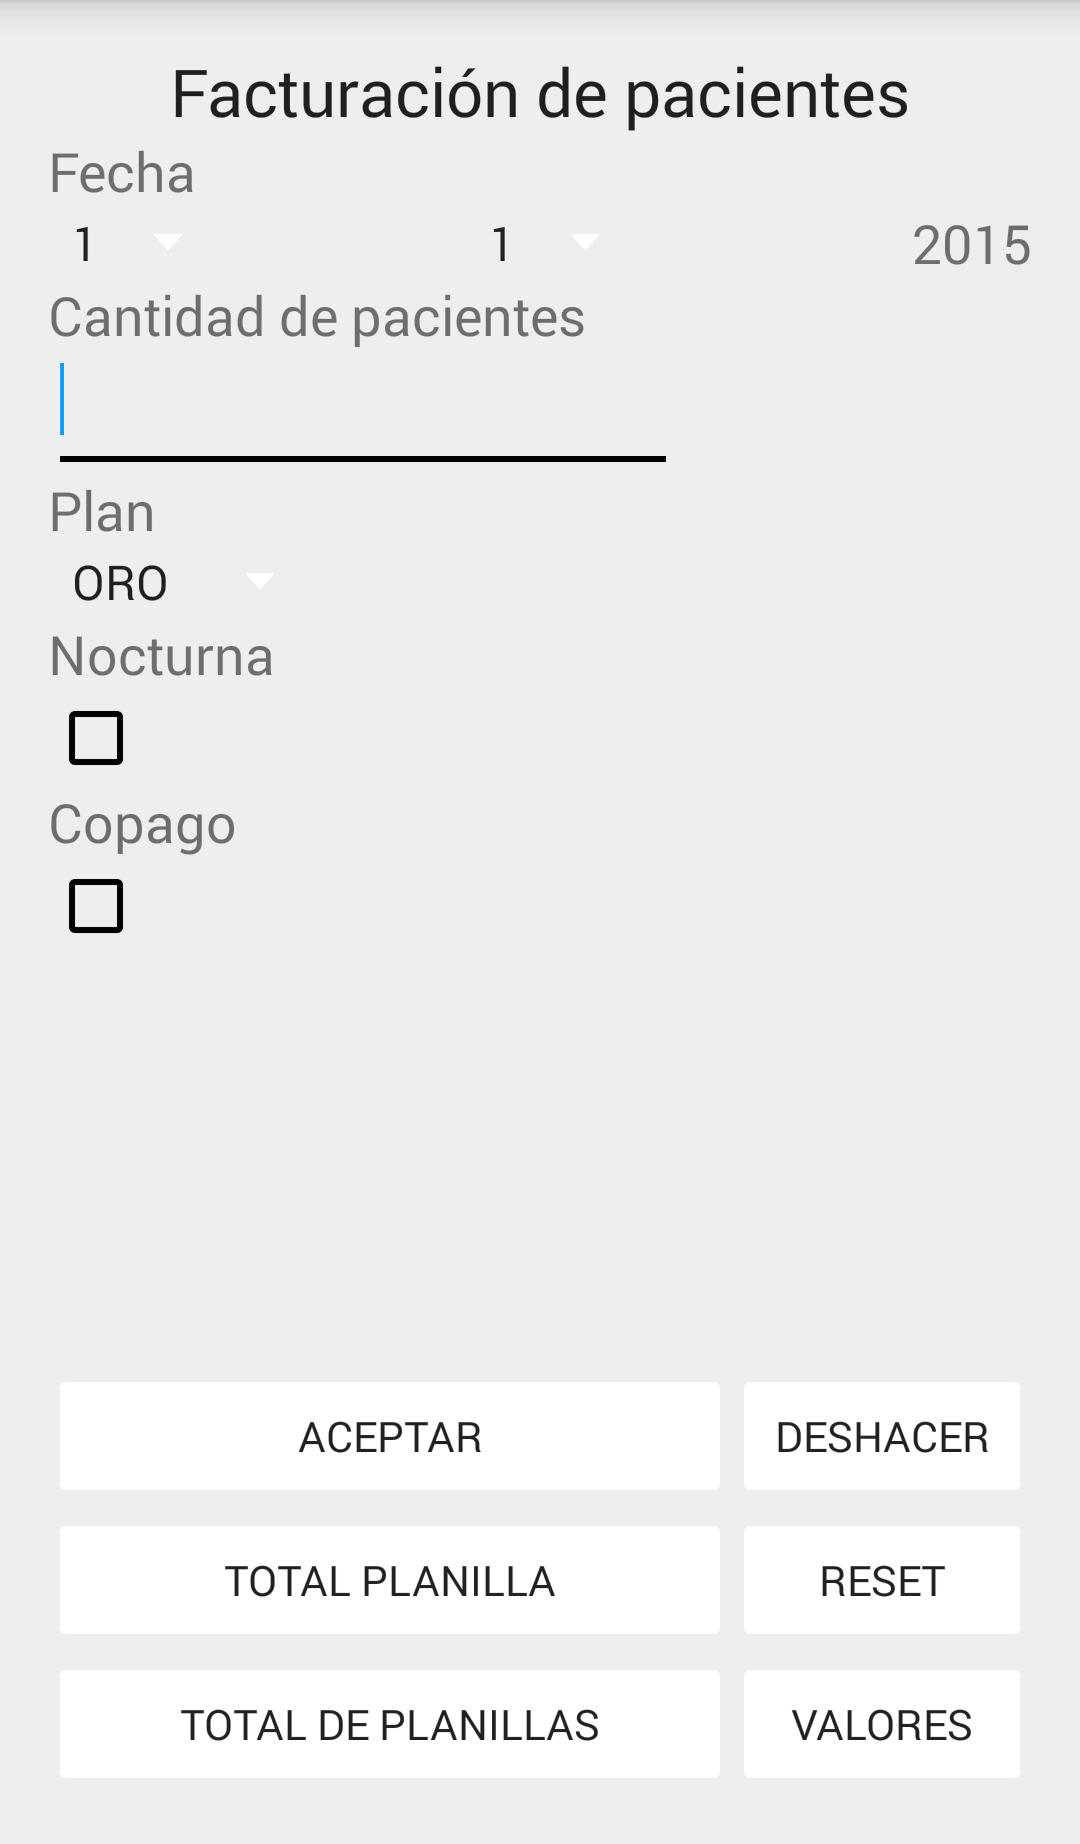 Facturación de pacientes
Fecha
1 1 2015
Cantidad de pacientes
Plan
ORO
Nocturna
Copago
ACEPTAR DESHACER
TOTAL PLANILLA RESET
TOTAL DE PLANILLAS VALORES